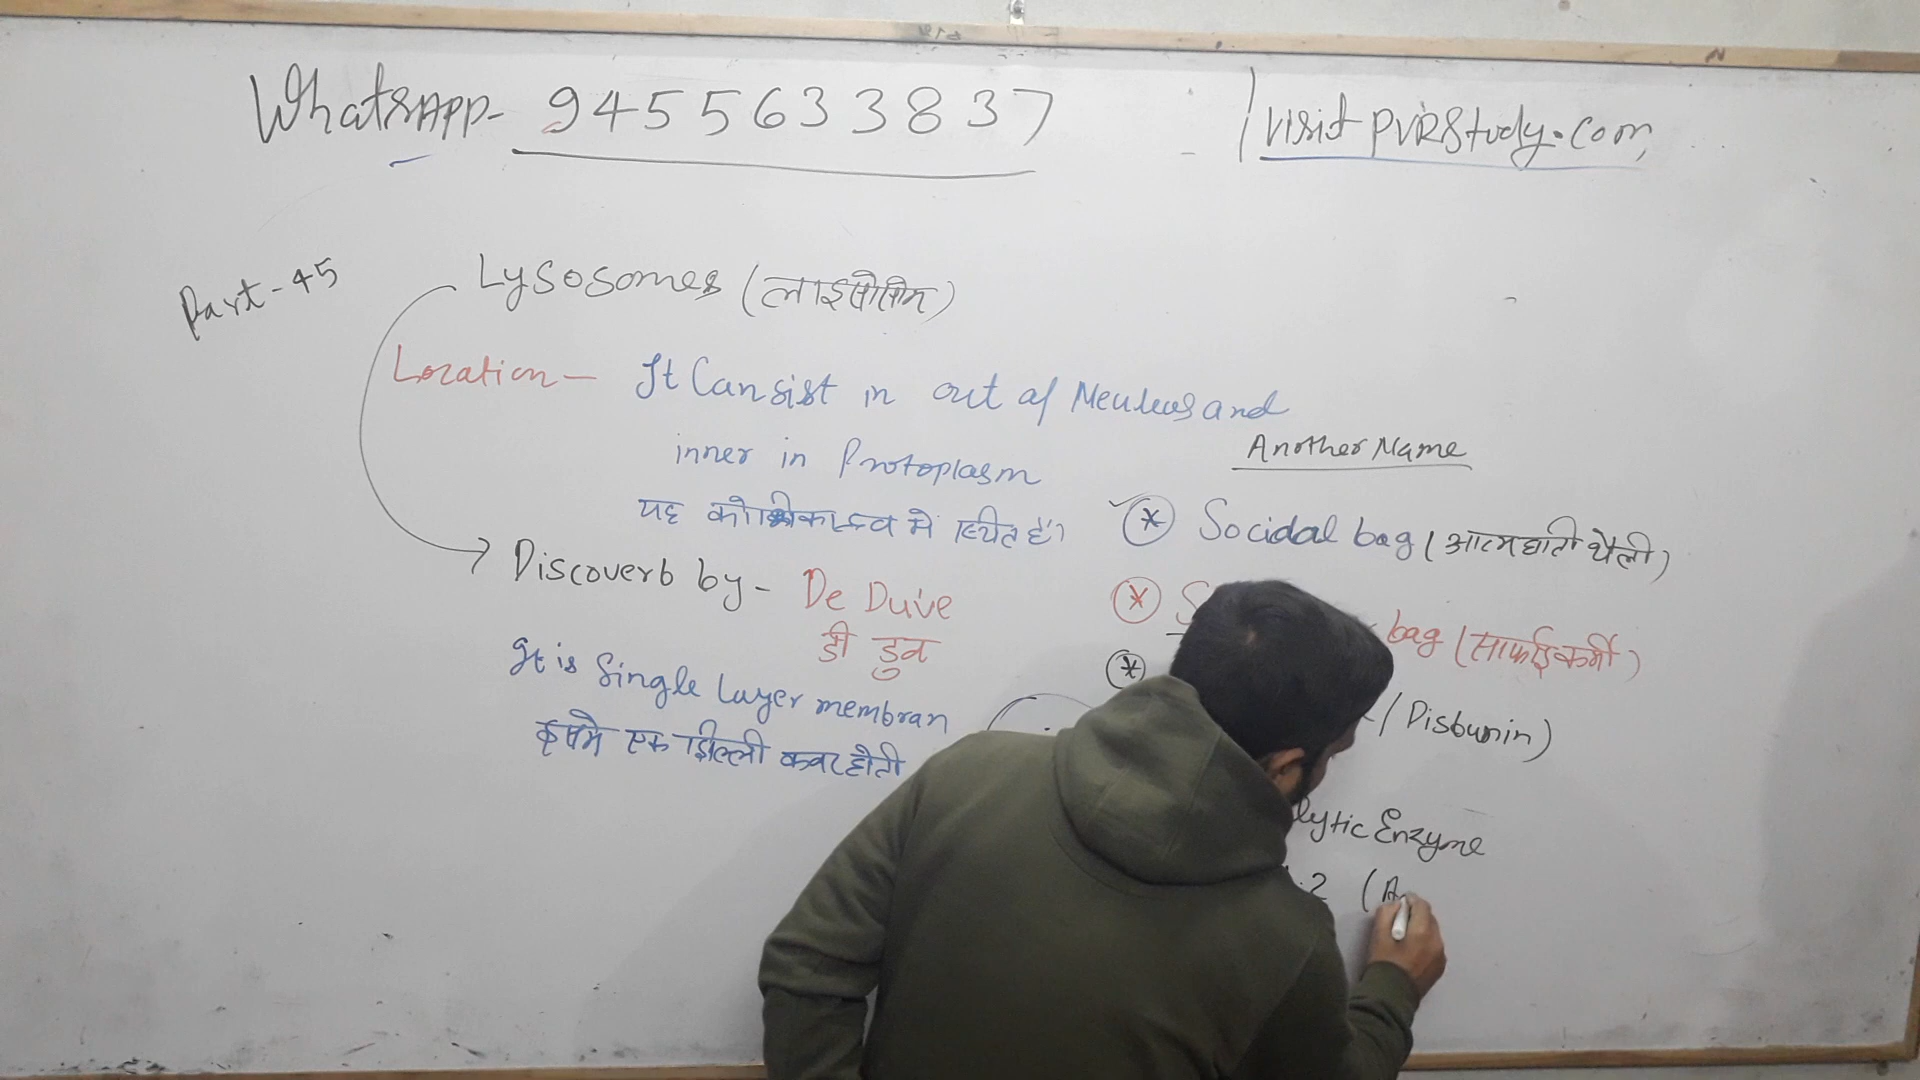 WhatsAPP- 9455633837
visit PVRStudy.com
Part-45
Lysosomes (लाइसोसोम)
Location - It Cansist in out of Neuleus and
inner in Protoplasm
यह कोशिकाद्रव मे स्थित है।
Discoverb by - De Duve
डी डुव
It is Single Layer membran
इसमे एक झिल्ली कवर होती
Another Name
* Socidal bag (आत्मघाती थैली)
* bag (सफाईकर्मी)
*
/ Disbunin)
lytic Enzyme
2 (A